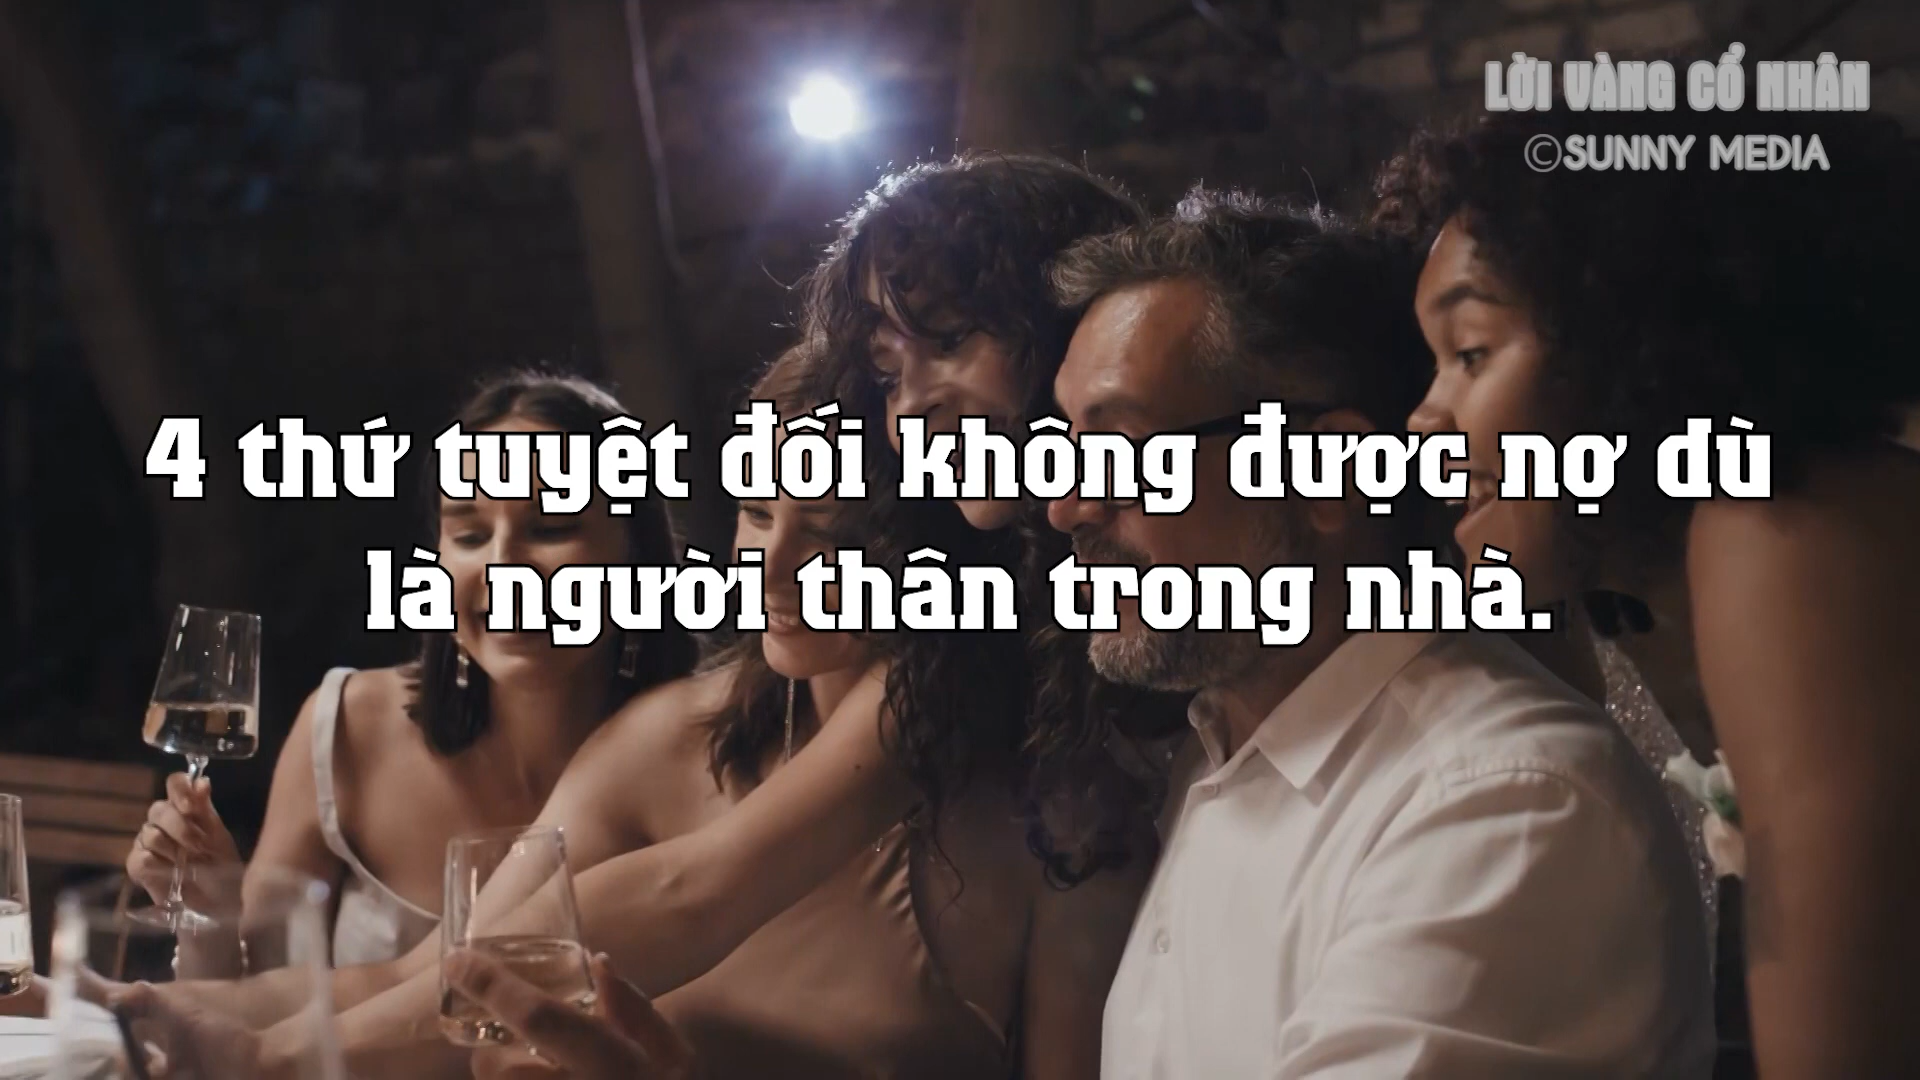 LỜI VÀNG CỔ NHÂN
©SUNNY MEDIA
4 thứ tuyệt đối không được nợ dù
là người thân trong nhà.